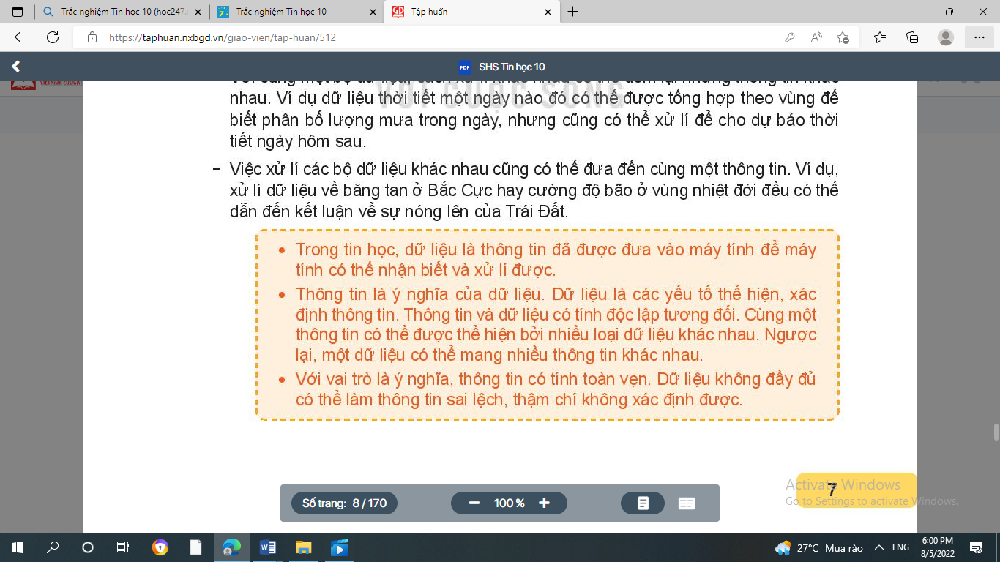 Trắc nghiệm Tin học 10 (hoc247.
Trắc nghiệm Tin học 10
Tập huấn
https://taphuan.nxbgd.vn/giao-vien/tap-huan/512
PDF SHS Tin học 10
nhau. Ví dụ dữ liệu thời tiết một ngày nào đó có thể được tổng hợp theo vùng để
biết phân bố lượng mưa trong ngày, nhưng cũng có thể xử lí để cho dự báo thời
tiết ngày hôm sau.
– Việc xử lí các bộ dữ liệu khác nhau cũng có thể đưa đến cùng một thông tin. Ví dụ,
xử lí dữ liệu về băng tan ở Bắc Cực hay cường độ bão ở vùng nhiệt đới đều có thể
dẫn đến kết luận về sự nóng lên của Trái Đất.
• Trong tin học, dữ liệu là thông tin đã được đưa vào máy tính để máy
tính có thể nhận biết và xử lí được.
• Thông tin là ý nghĩa của dữ liệu. Dữ liệu là các yếu tố thể hiện, xác
định thông tin. Thông tin và dữ liệu có tính độc lập tương đối. Cùng một
thông tin có thể được thể hiện bởi nhiều loại dữ liệu khác nhau. Ngược
lại, một dữ liệu có thể mang nhiều thông tin khác nhau.
• Với vai trò là ý nghĩa, thông tin có tính toàn vẹn. Dữ liệu không đầy đủ
có thể làm thông tin sai lệch, thậm chí không xác định được.
7
Activate Windows
Go to Settings to activate Windows.
Số trang: 8 / 170
100 %
27°C Mưa rào
ENG
6:00 PM
8/5/2022